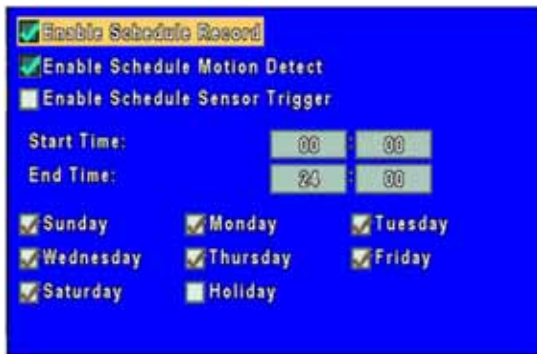 Enable Schedule Record
Enable Schedule Motion Detect
Enable Schedule Sensor Trigger
Start Time: 00 : 00
End Time: 24 : 00
Sunday Monday Tuesday
Wednesday Thursday Friday
Saturday Holiday